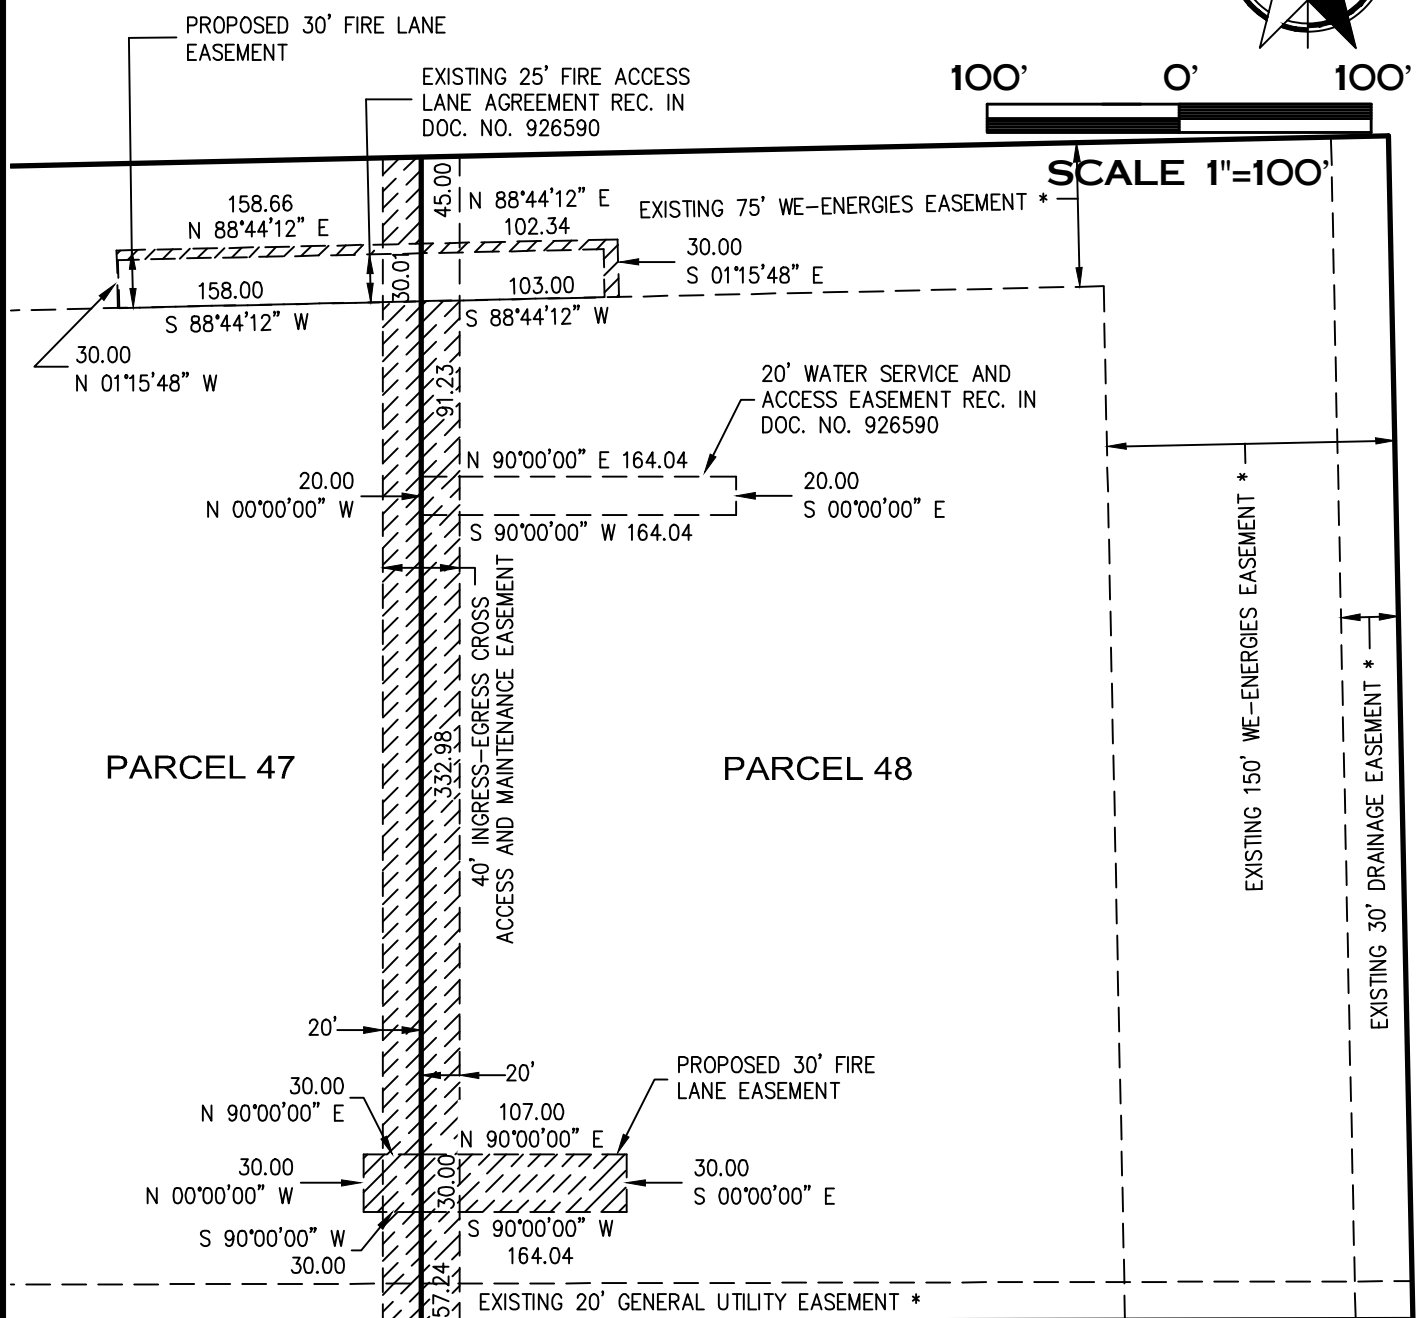 PROPOSED 30' FIRE LANE
EASEMENT
EXISTING 25' FIRE ACCESS
LANE AGREEMENT REC. IN
DOC. NO. 926590
100' 0' 100'
SCALE 1"=100'
158.66
N 88°44'12" E
45.00
N 88°44'12" E
102.34
EXISTING 75' WE-ENERGIES EASEMENT *
30.00
S 01°15'48" E
30.01
158.00
S 88°44'12" W
103.00
S 88°44'12" W
30.00
N 01°15'48" W
91.23
20' WATER SERVICE AND
ACCESS EASEMENT REC. IN
DOC. NO. 926590
N 90°00'00" E 164.04
20.00
N 00°00'00" W
20.00
S 00°00'00" E
S 90°00'00" W 164.04
40' INGRESS-EGRESS CROSS
ACCESS AND MAINTENANCE EASEMENT
332.98
EXISTING 150' WE-ENERGIES EASEMENT *
EXISTING 30' DRAINAGE EASEMENT *
PARCEL 47
PARCEL 48
20'
20'
PROPOSED 30' FIRE
LANE EASEMENT
30.00
N 90°00'00" E
107.00
N 90°00'00" E
30.00
N 00°00'00" W
30.00
30.00
S 00°00'00" E
S 90°00'00" W
30.00
S 90°00'00" W
164.04
57.24
EXISTING 20' GENERAL UTILITY EASEMENT *